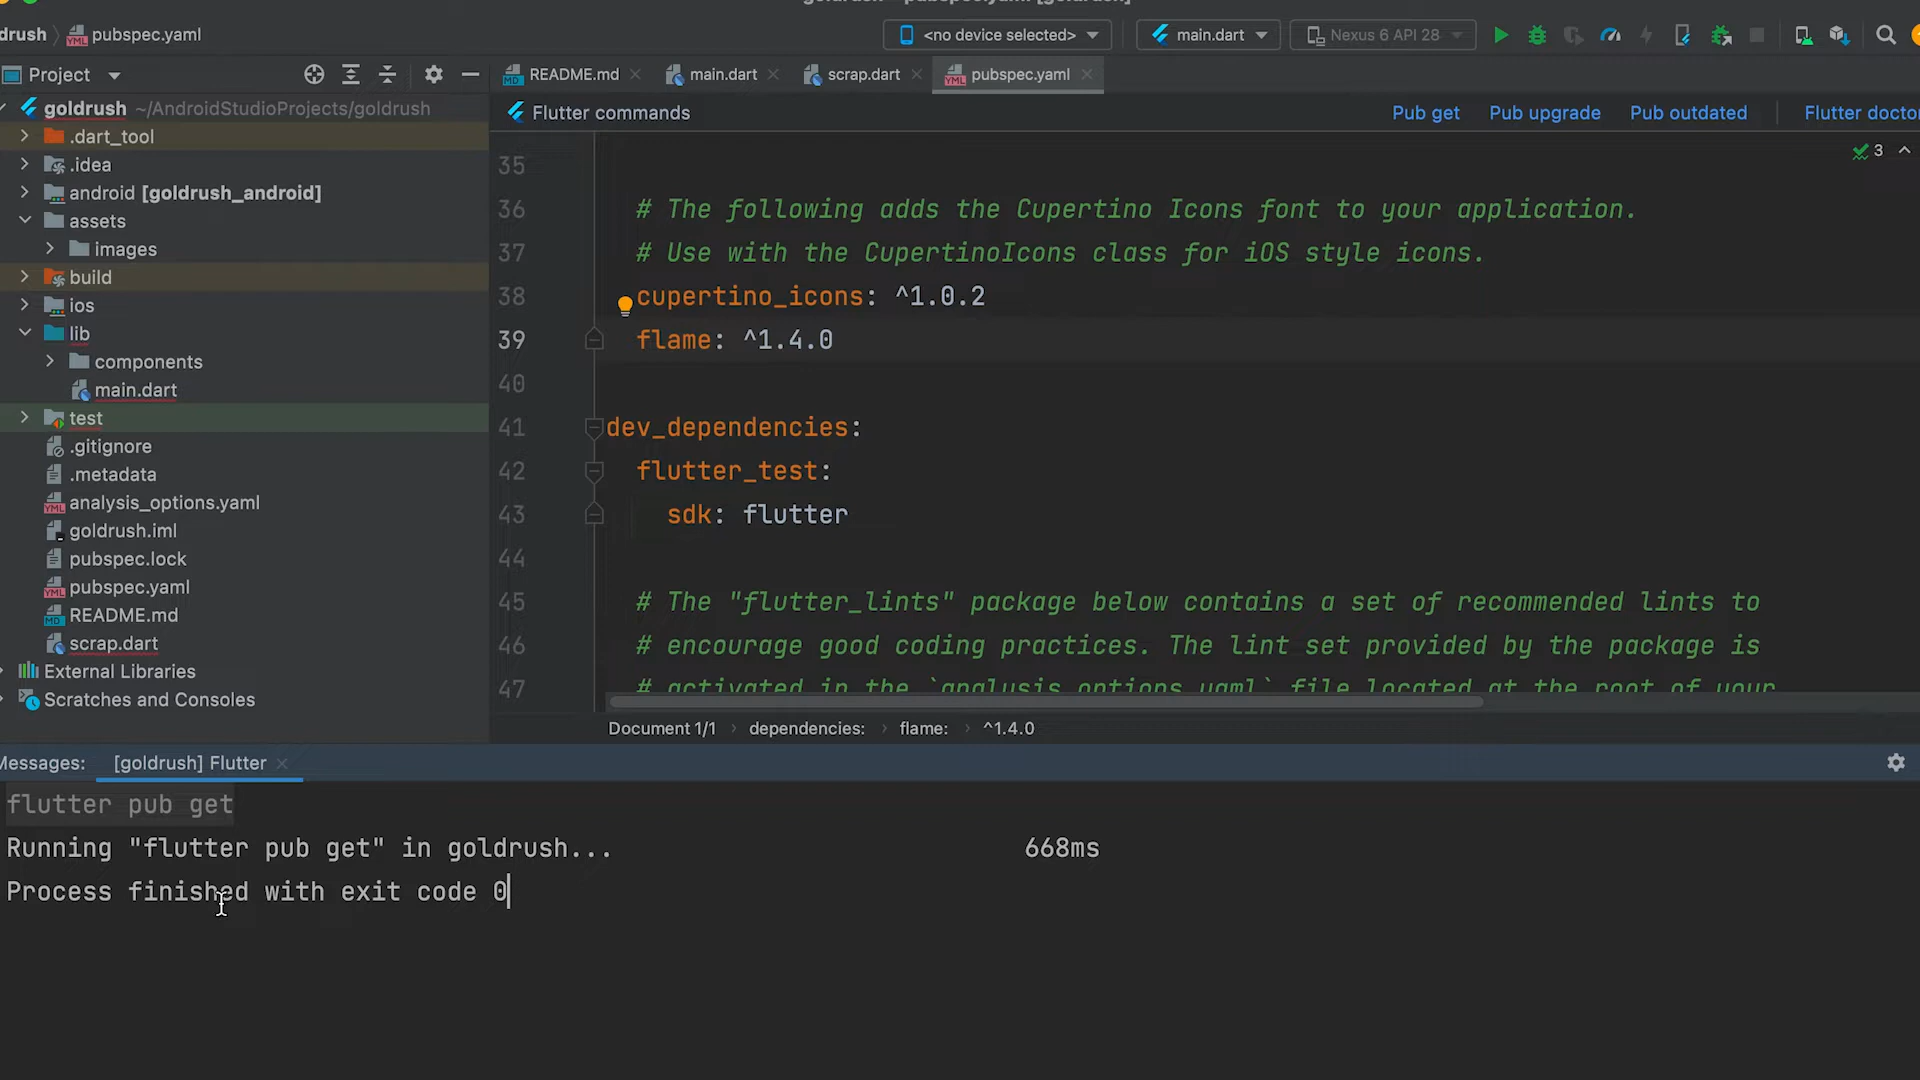 goldrush – pubspec.yaml [goldrush]
drush
pubspec.yaml
<no device selected>
main.dart
Nexus 6 API 28
Project
README.md
main.dart
scrap.dart
pubspec.yaml
goldrush ~/AndroidStudioProjects/goldrush
.dart_tool
.idea
android [goldrush_android]
assets
images
build
ios
lib
components
main.dart
test
.gitignore
.metadata
analysis_options.yaml
goldrush.iml
pubspec.lock
pubspec.yaml
README.md
scrap.dart
External Libraries
Scratches and Consoles
Flutter commands
Pub get
Pub upgrade
Pub outdated
Flutter docto
3
35
36 # The following adds the Cupertino Icons font to your application.
37 # Use with the CupertinoIcons class for iOS style icons.
38 cupertino_icons: ^1.0.2
39 flame: ^1.4.0
40
41 dev_dependencies:
42 flutter_test:
43 sdk: flutter
44
45 # The "flutter_lints" package below contains a set of recommended lints to
46 # encourage good coding practices. The lint set provided by the package is
47 # activated in the `analysis_options.yaml` file located at the root of your
Document 1/1 › dependencies: › flame: › ^1.4.0
Messages:
[goldrush] Flutter
flutter pub get
Running "flutter pub get" in goldrush... 668ms
Process finished with exit code 0